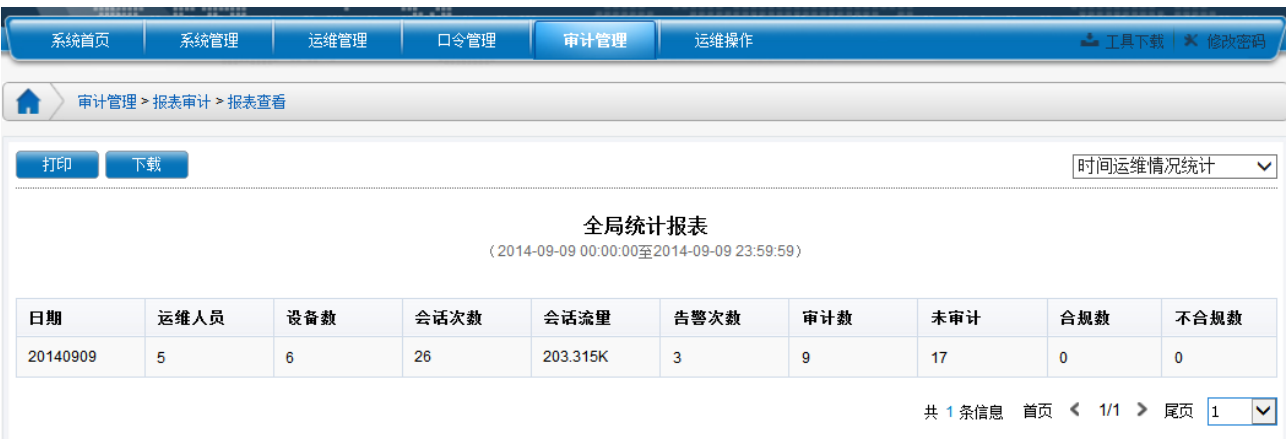 系统首页 系统管理 运维管理 口令管理 审计管理 运维操作 工具下载 修改密码
审计管理 > 报表审计 > 报表查看
打印 下载 时间运维情况统计
全局统计报表
（2014-09-09 00:00:00至2014-09-09 23:59:59）
日期 运维人员 设备数 会话次数 会话流量 告警次数 审计数 未审计 合规数 不合规数
20140909 5 6 26 203.315K 3 9 17 0 0
共 1 条信息 首页 1/1 尾页 1